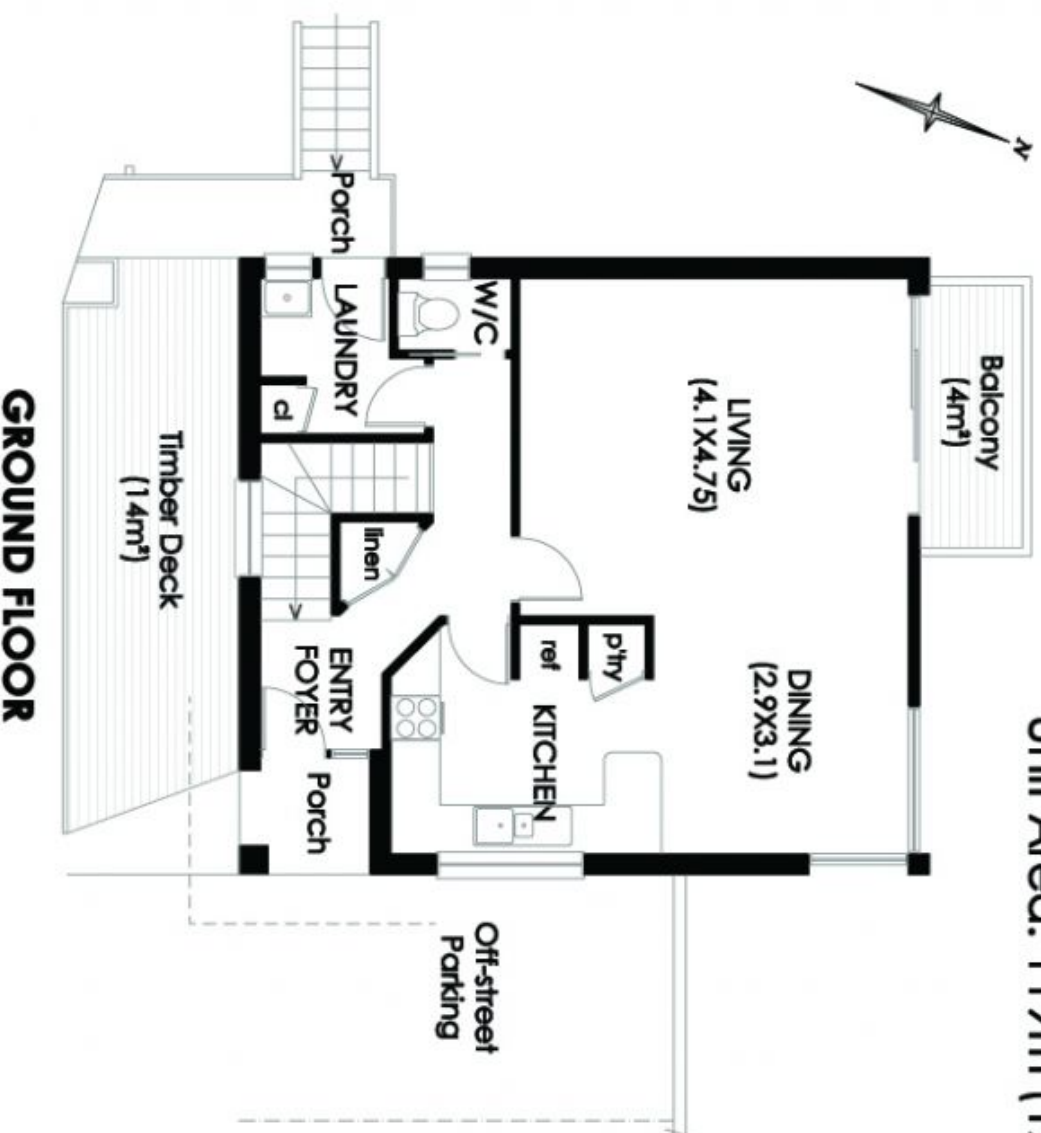 N
Balcony
(4m²)
LIVING
(4.1X4.75)
DINING
(2.9X3.1)
W/C
Porch
LAUNDRY
cl
linen
ref
p'try
KITCHEN
ENTRY
FOYER
Porch
Timber Deck
(14m²)
Off-street
Parking
GROUND FLOOR